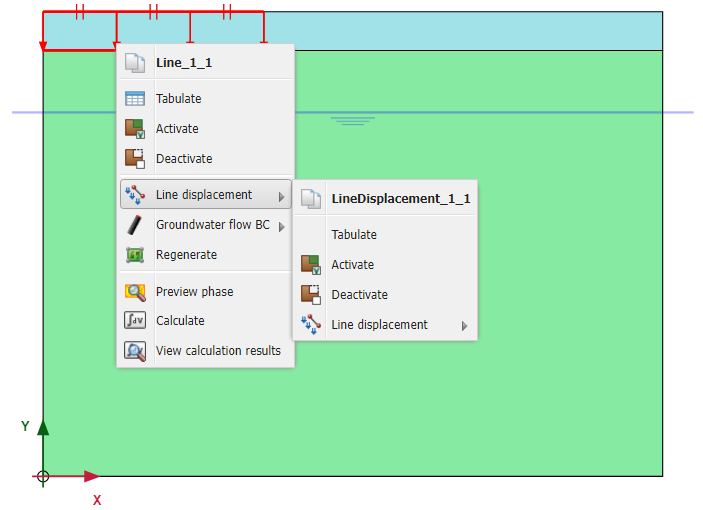 Line_1_1
Tabulate
Activate
Deactivate
Line displacement
Groundwater flow BC
Regenerate
Preview phase
Calculate
View calculation results
LineDisplacement_1_1
Tabulate
Activate
Deactivate
Line displacement
Y
X